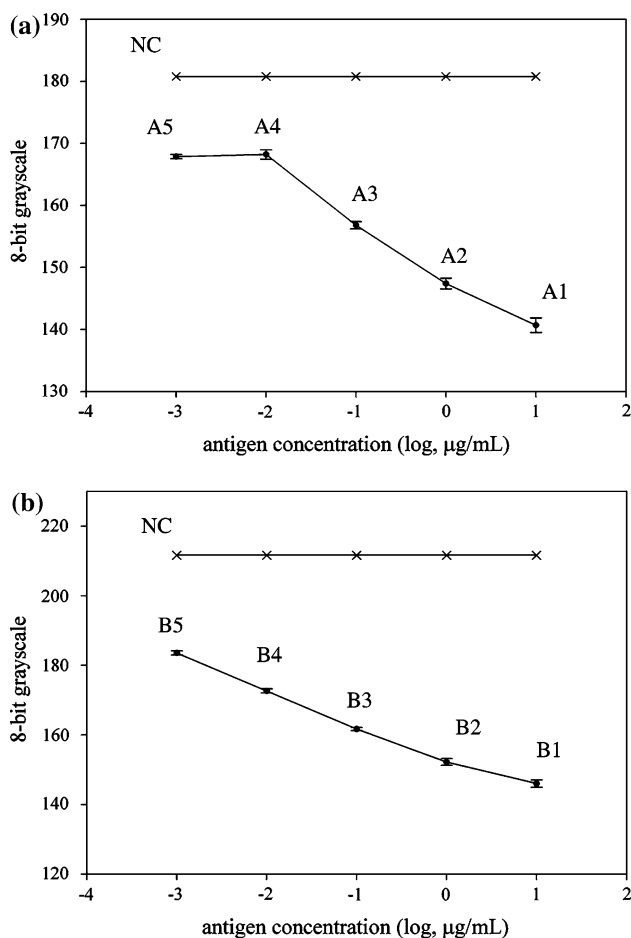 (a)
190
180
170
160
150
140
130
8-bit grayscale
NC
A5
A4
A3
A2
A1
-4 -3 -2 -1 0 1 2
antigen concentration (log, μg/mL)
(b)
220
200
180
160
140
120
8-bit grayscale
NC
B5
B4
B3
B2
B1
-4 -3 -2 -1 0 1 2
antigen concentration (log, μg/mL)